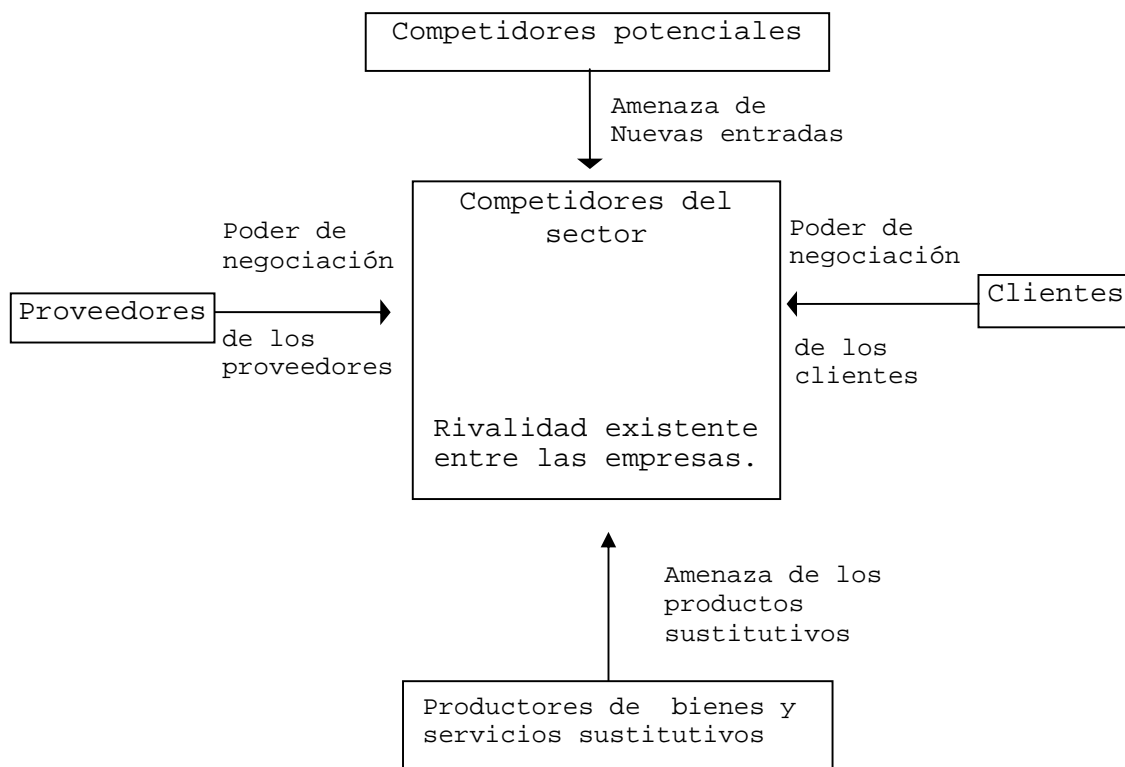 Competidores potenciales
Amenaza de
Nuevas entradas
Competidores del
sector
Poder de
negociación
Proveedores
de los
proveedores
Poder de
negociación
Clientes
de los
clientes
Rivalidad existente
entre las empresas.
Amenaza de los
productos
sustitutivos
Productores de bienes y
servicios sustitutivos